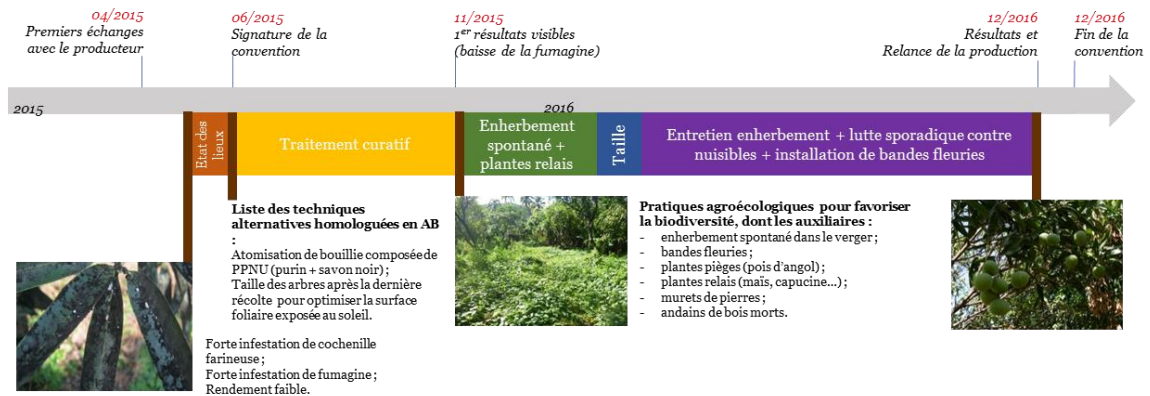 04/2015
Premiers échanges
avec le producteur
06/2015
Signature de la
convention
11/2015
1er résultats visibles
(baisse de la fumagine)
12/2016
Résultats et
Relance de la production
12/2016
Fin de la
convention
2015
2016
Etat des
lieux
Traitement curatif
Enherbement
spontané +
plantes relais
Taille
Entretien enherbement + lutte sporadique contre
nuisibles + installation de bandes fleuries
Liste des techniques
alternatives homologuées en AB
:
Atomisation de bouillie composée de
PPNU (purin + savon noir) ;
Taille des arbres après la dernière
récolte pour optimiser la surface
foliaire exposée au soleil.
Forte infestation de cochenille
farineuse ;
Forte infestation de fumagine ;
Rendement faible.
Pratiques agroécologiques pour favoriser
la biodiversité, dont les auxiliaires :
- enherbement spontané dans le verger ;
- bandes fleuries ;
- plantes pièges (pois d'angol) ;
- plantes relais (maïs, capucine...) ;
- murets de pierres ;
- andains de bois morts.